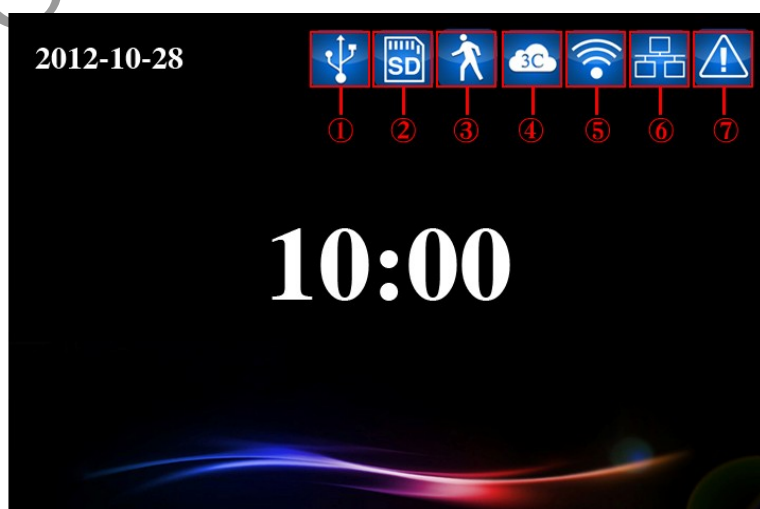 2012-10-28
SD
3C
① ② ③ ④ ⑤ ⑥ ⑦
10:00